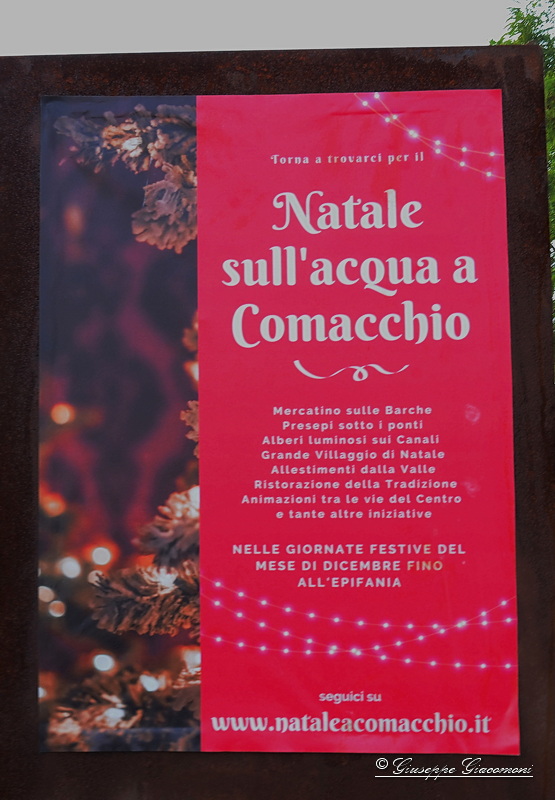 Torna a trovarci per il
Natale
sull'acqua a
Comacchio
Mercatino sulle Barche
Presepi sotto i ponti
Alberi luminosi sui Canali
Grande Villaggio di Natale
Allestimenti dalla Valle
Ristorazione della Tradizione
Animazioni tra le vie del Centro
e tante altre iniziative
NELLE GIORNATE FESTIVE DEL
MESE DI DICEMBRE FINO
ALL'EPIFANIA
seguici su
www.nataleacomacchio.it
© Giuseppe Giacomoni